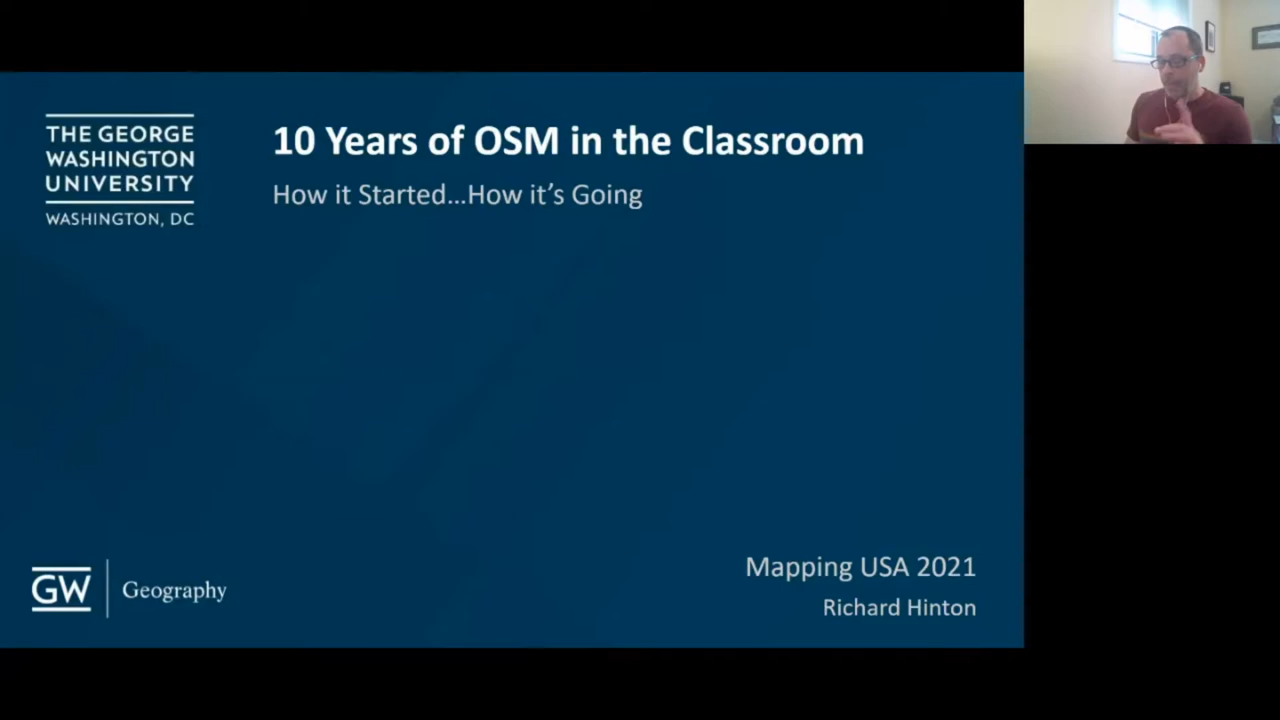 THE GEORGE
WASHINGTON
UNIVERSITY
WASHINGTON, DC
10 Years of OSM in the Classroom
How it Started...How it's Going
GW
Geography
Mapping USA 2021
Richard Hinton